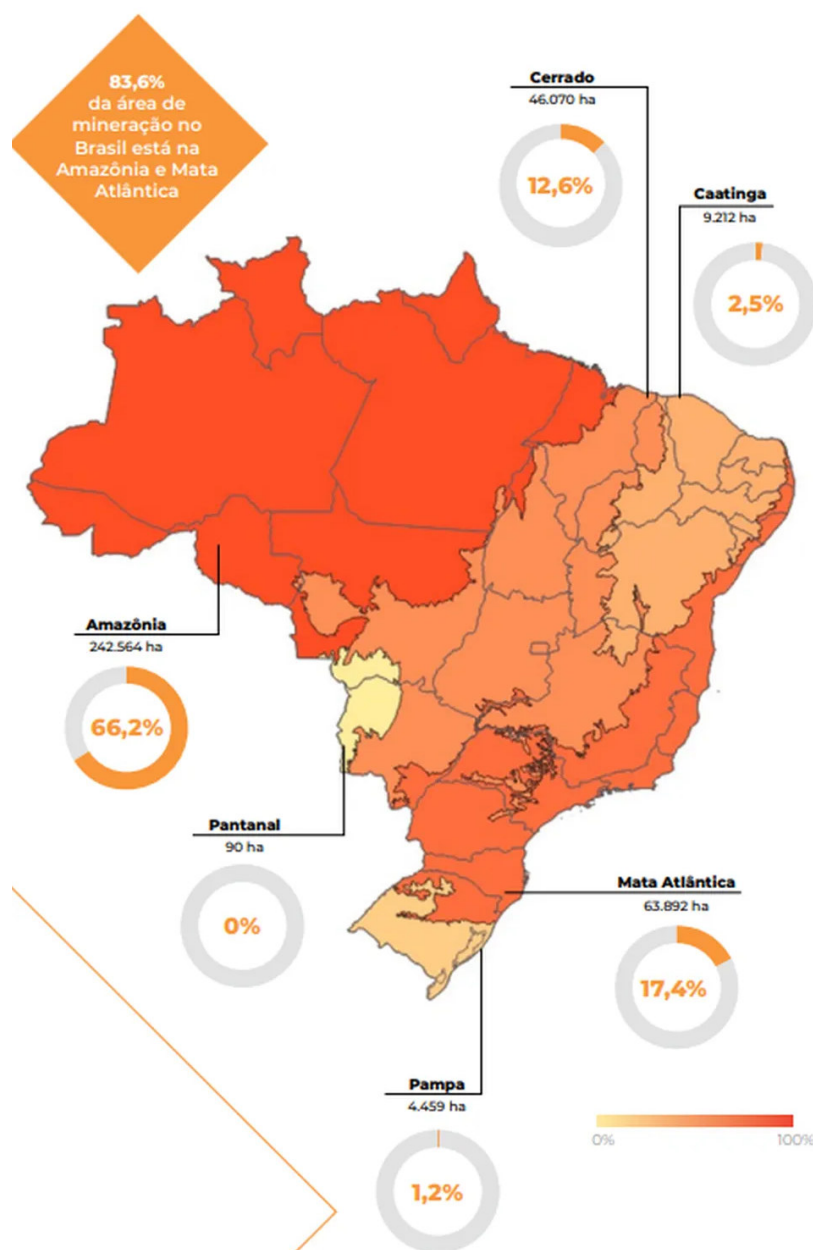 83,6%
da área de
mineração no
Brasil está na
Amazônia e Mata
Atlântica
Cerrado
46.070 ha
12,6%
Caatinga
9.212 ha
2,5%
Amazônia
242.564 ha
66,2%
Pantanal
90 ha
0%
Mata Atlântica
63.892 ha
17,4%
Pampa
4.459 ha
1,2%
0%
100%